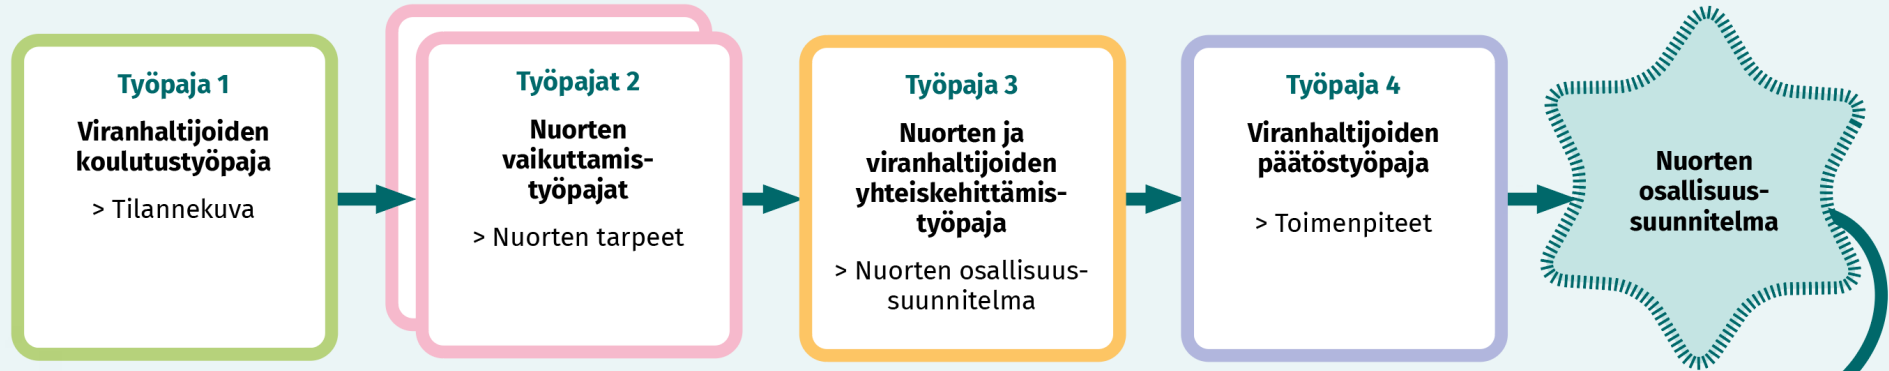 Työpaja 1
Viranhaltijoiden
koulutustyöpaja
> Tilannekuva
Työpajat 2
Nuorten
vaikuttamis-
työpajat
> Nuorten tarpeet
Työpaja 3
Nuorten ja
viranhaltijoiden
yhteiskehittämis-
työpaja
> Nuorten osallisuus-
suunnitelma
Työpaja 4
Viranhaltijoiden
päätöstyöpaja
> Toimenpiteet
Nuorten
osallisuus-
suunnitelma